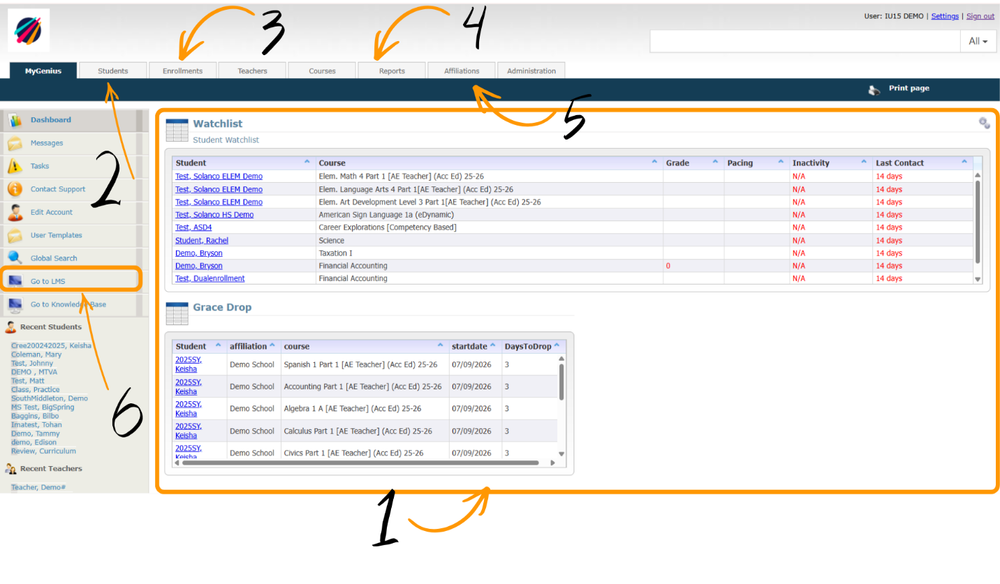 User: IU15 DEMO | Settings | Sign out
3
4
All
MyGenius Students Enrollments Teachers Courses Reports Affiliations Administration
Print page
5
2
Dashboard
Messages
Tasks
Contact Support
Edit Account
User Templates
Global Search
Go to LMS
Go to Knowledge Base
Recent Students
Cree200242025, Keisha
Coleman, Mary
Test, Johnny
DEMO , MTVA
Test, Matt
Class, Practice
SouthMiddleton, Demo
MS Test, BigSpring
Baggins, Bilbo
Imatest, Tohan
Demo, Tammy
demo, Edison
Review, Curriculum
6
Recent Teachers
Teacher, Demo#
Watchlist
Student Watchlist
Student Course Grade Pacing Inactivity Last Contact
Test, Solanco ELEM Demo Elem. Math 4 Part 1 [AE Teacher] (Acc Ed) 25-26 N/A 14 days
Test, Solanco ELEM Demo Elem. Language Arts 4 Part 1[AE Teacher] (Acc Ed) 25-26 N/A 14 days
Test, Solanco ELEM Demo Elem. Art Development Level 3 Part 1[AE Teacher] (Acc Ed) 25-26 N/A 14 days
Test, Solanco HS Demo American Sign Language 1a (eDynamic) N/A 14 days
Test, ASD4 Career Explorations [Competency Based] N/A 14 days
Student, Rachel Science N/A 14 days
Demo, Bryson Taxation I N/A 14 days
Demo, Bryson Financial Accounting 0 N/A 14 days
Test, Dualenrollment Financial Accounting N/A 14 days
Grace Drop
Student affiliation course startdate DaysToDrop
2025SY, Keisha Demo School Spanish 1 Part 1 [AE Teacher] (Acc Ed) 25-26 07/09/2026 3
2025SY, Keisha Demo School Accounting Part 1 [AE Teacher] (Acc Ed) 25-26 07/09/2026 3
2025SY, Keisha Demo School Algebra 1 A [AE Teacher] (Acc Ed) 25-26 07/09/2026 3
2025SY, Keisha Demo School Calculus Part 1 [AE Teacher] (Acc Ed) 25-26 07/09/2026 3
2025SY, Keisha Demo School Civics Part 1 [AE Teacher] (Acc Ed) 25-26 07/09/2026 3
1